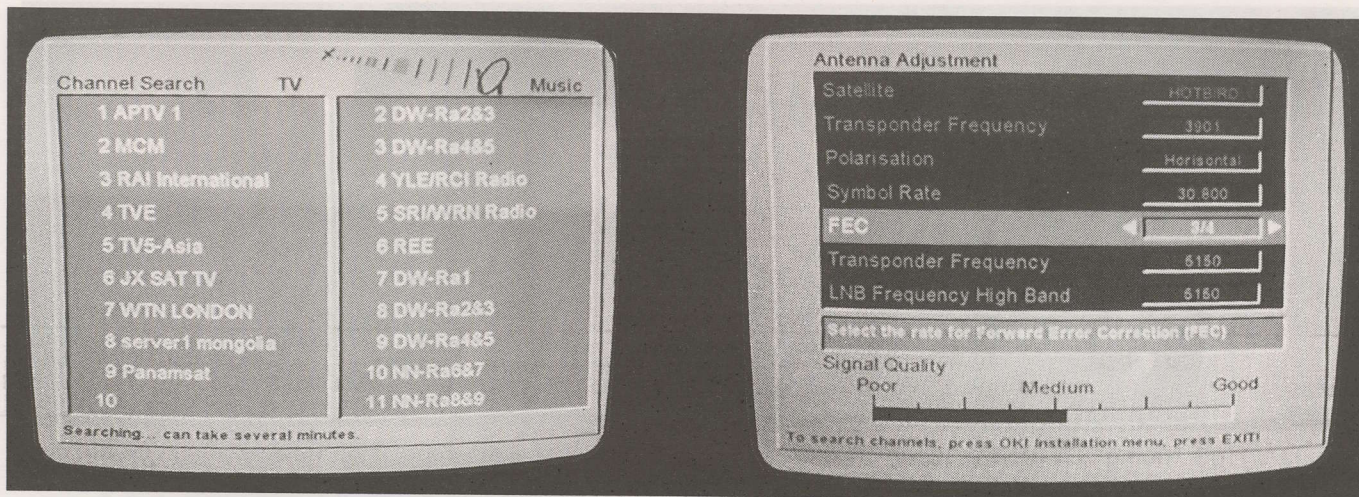 Channel Search TV Music
1 APTV 1
2 MCM
3 RAI International
4 TVE
5 TV5-Asia
6 JX SAT TV
7 WTN LONDON
8 server1 mongolia
9 Panamsat
10
2 DW-Ra2&3
3 DW-Ra4&5
4 YLE/RCI Radio
5 SRI/WRN Radio
6 REE
7 DW-Ra1
8 DW-Ra2&3
9 DW-Ra4&5
10 NN-Ra6&7
11 NN-Ra8&9
Searching... can take several minutes.
Antenna Adjustment
Satellite HOTBIRD
Transponder Frequency 3901
Polarisation Horisontal
Symbol Rate 30.800
FEC 3/4
Transponder Frequency 5150
LNB Frequency High Band 5150
Select the rate for Forward Error Correction (FEC)
Signal Quality
Poor Medium Good
To search channels, press OK! Installation menu, press EXIT!